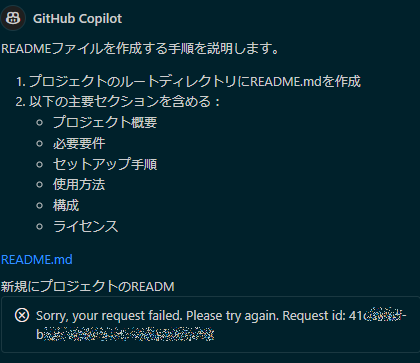 GitHub Copilot
READMEファイルを作成する手順を説明します。
1. プロジェクトのルートディレクトリにREADME.mdを作成
2. 以下の主要セクションを含める：
プロジェクト概要
必要要件
セットアップ手順
使用方法
構成
ライセンス
README.md
新規にプロジェクトのREADM
Sorry, your request failed. Please try again. Request id: